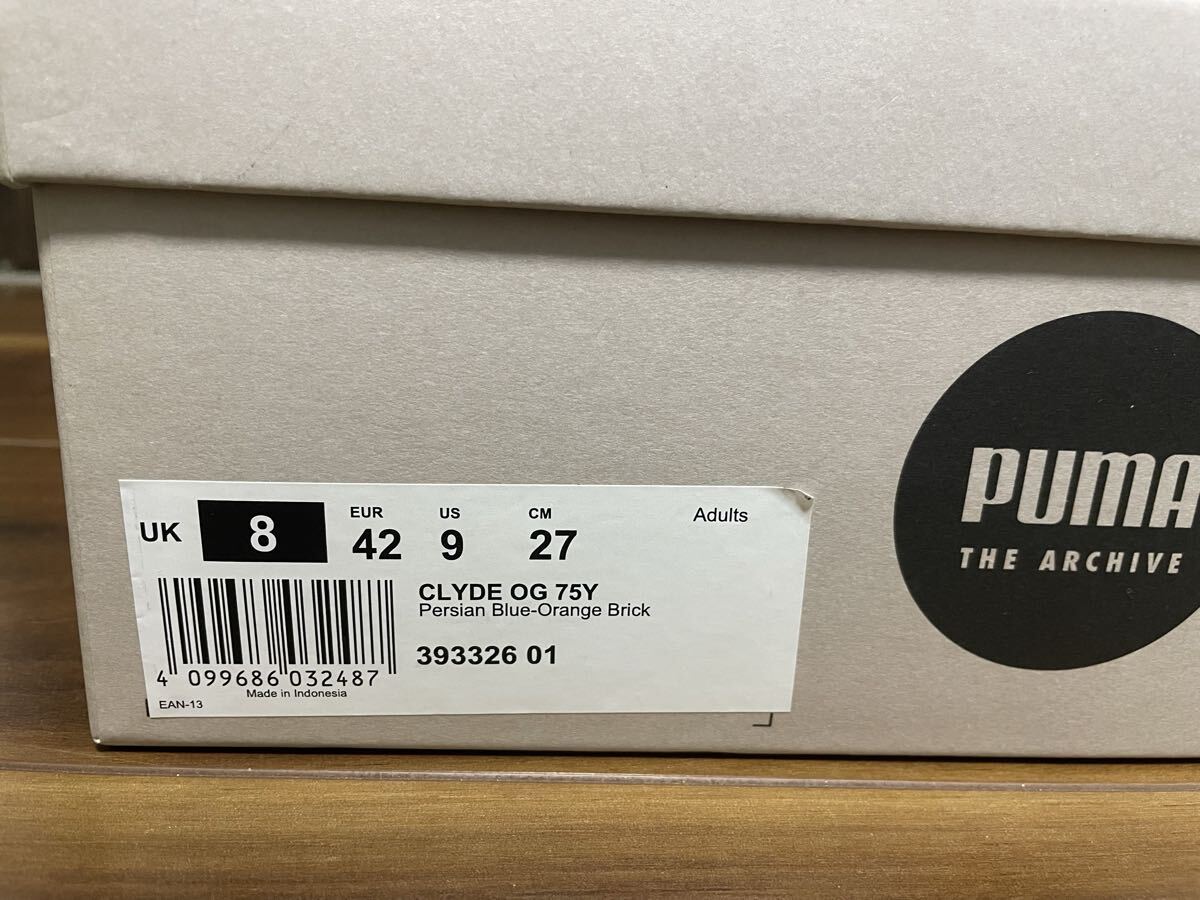 UK 8 EUR 42 US 9 CM 27 Adults
CLYDE OG 75Y
Persian Blue-Orange Brick
393326 01
4 099686 032487
Made in Indonesia
EAN-13
PUMA
THE ARCHIVE